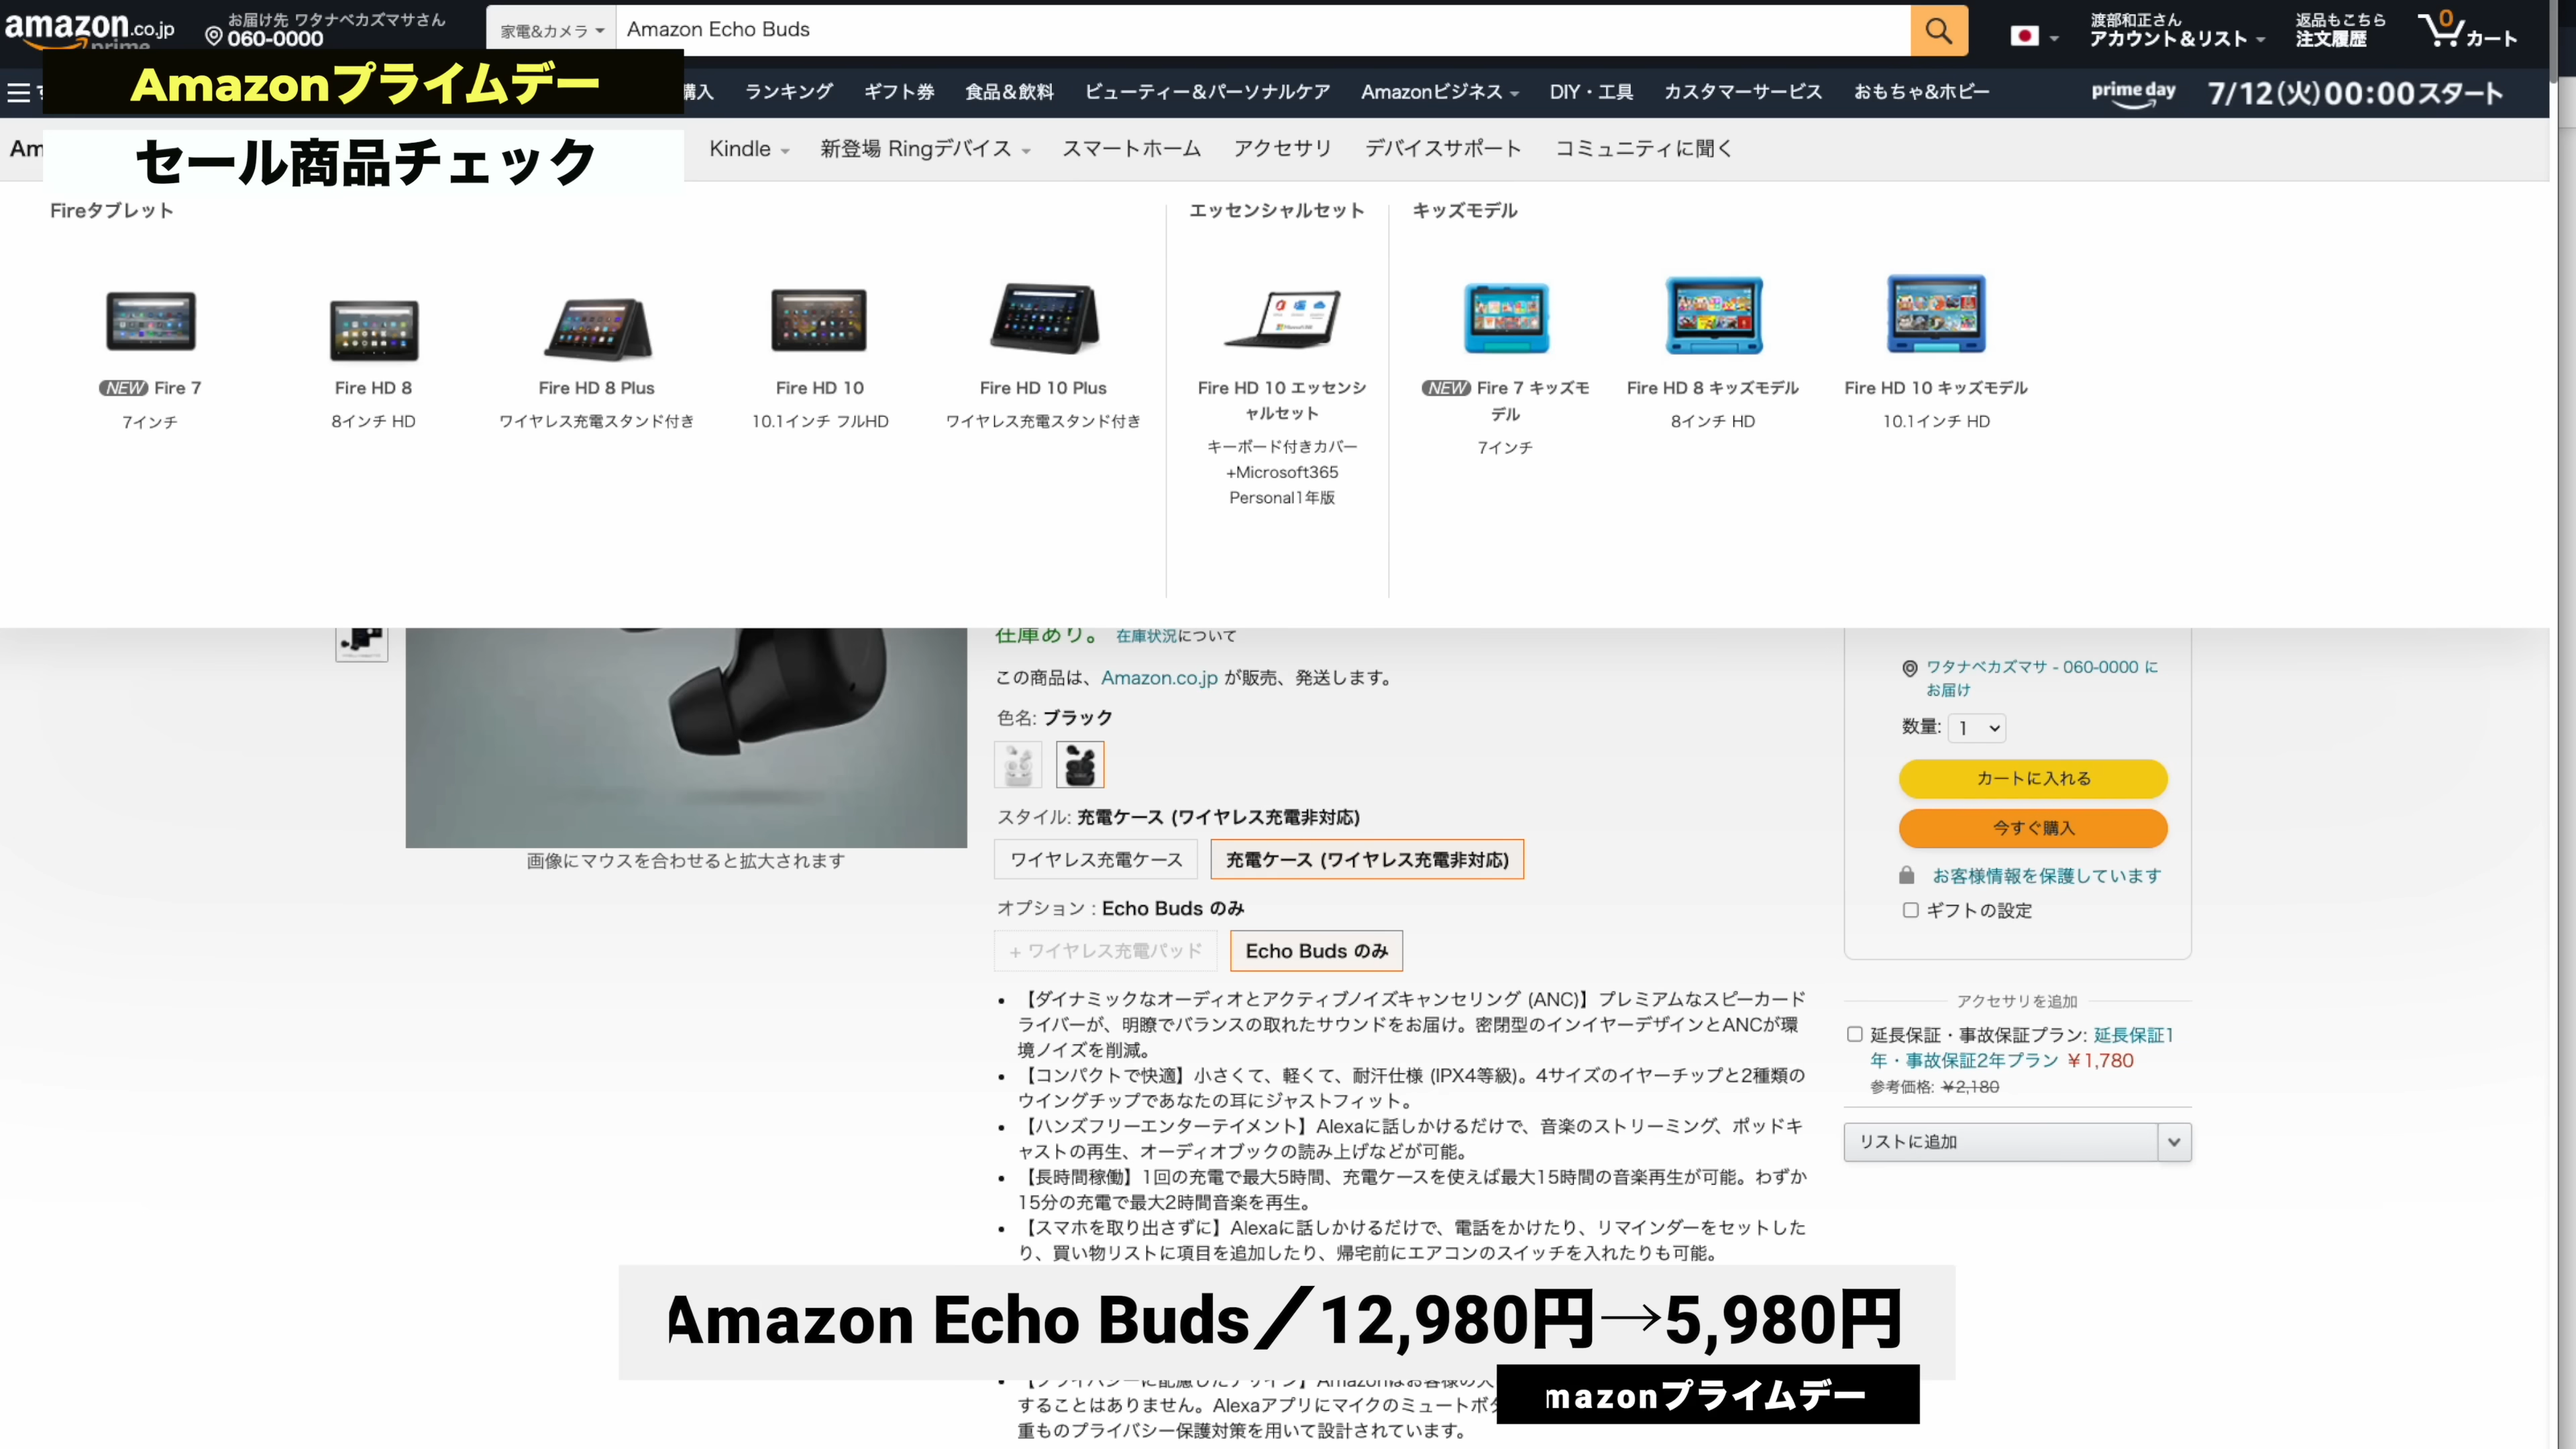 amazon.co.jp
prime
お届け先 ワタナベカズマサさん
060-0000
家電&カメラ
Amazon Echo Buds
渡部和正さん
アカウント＆リスト
返品もこちら
注文履歴
0
カート
Amazonプライムデー
購入
ランキング
ギフト券
食品＆飲料
ビューティー＆パーソナルケア
Amazonビジネス
DIY・工具
カスタマーサービス
おもちゃ&ホビー
prime day
7/12(火)00:00スタート
セール商品チェック
Am
Kindle
新登場 Ringデバイス
スマートホーム
アクセサリ
デバイスサポート
コミュニティに聞く
Fireタブレット
エッセンシャルセット
キッズモデル
NEW Fire 7
7インチ
Fire HD 8
8インチ HD
Fire HD 8 Plus
ワイヤレス充電スタンド付き
Fire HD 10
10.1インチ フルHD
Fire HD 10 Plus
ワイヤレス充電スタンド付き
Fire HD 10 エッセンシ
ャルセット
キーボード付きカバー
+Microsoft365
Personal1年版
NEW Fire 7 キッズモ
デル
7インチ
Fire HD 8 キッズモデル
8インチ HD
Fire HD 10 キッズモデル
10.1インチ HD
在庫あり。 在庫状況について
この商品は、Amazon.co.jp が販売、発送します。
色名: ブラック
スタイル: 充電ケース (ワイヤレス充電非対応)
ワイヤレス充電ケース
充電ケース (ワイヤレス充電非対応)
画像にマウスを合わせると拡大されます
オプション : Echo Buds のみ
+ ワイヤレス充電パッド
Echo Buds のみ
• 【ダイナミックなオーディオとアクティブノイズキャンセリング (ANC)】プレミアムなスピーカード
ライバーが、明瞭でバランスの取れたサウンドをお届け。密閉型のインイヤーデザインとANCが環
境ノイズを削減。
• 【コンパクトで快適】小さくて、軽くて、耐汗仕様 (IPX4等級)。4サイズのイヤーチップと2種類の
ウイングチップであなたの耳にジャストフィット。
• 【ハンズフリーエンターテイメント】Alexaに話しかけるだけで、音楽のストリーミング、ポッドキ
ャストの再生、オーディオブックの読み上げなどが可能。
• 【長時間稼働】1回の充電で最大5時間、充電ケースを使えば最大15時間の音楽再生が可能。わずか
15分の充電で最大2時間音楽を再生。
• 【スマホを取り出さずに】Alexaに話しかけるだけで、電話をかけたり、リマインダーをセットした
り、買い物リストに項目を追加したり、帰宅前にエアコンのスイッチを入れたりも可能。
• 【プライバシーに配慮したデザイン】Amazonはお客様の
することはありません。Alexaアプリにマイクのミュートボタ
重ものプライバシー保護対策を用いて設計されています。
ワタナベカズマサ - 060-0000 に
お届け
数量: 1
カートに入れる
今すぐ購入
お客様情報を保護しています
ギフトの設定
アクセサリを追加
延長保証・事故保証プラン: 延長保証1
年・事故保証2年プラン ￥1,780
参考価格: ￥2,180
リストに追加
Amazon Echo Buds／12,980円→5,980円
mazonプライムデー